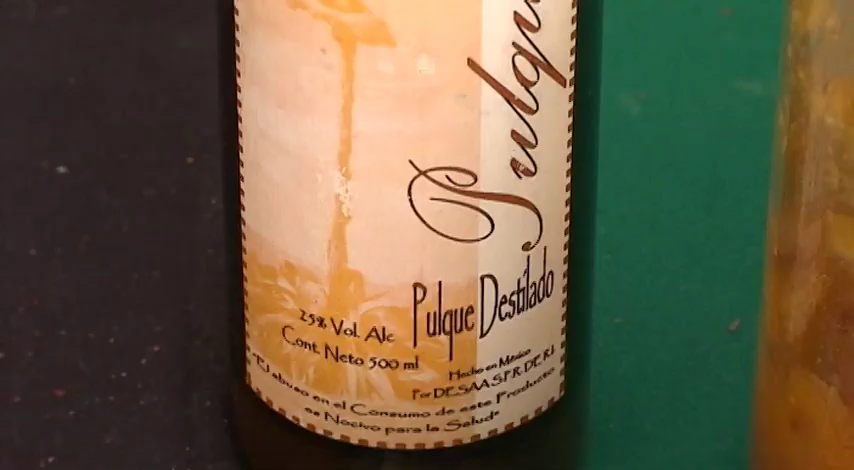 Pulque Destilado
25% Vol. Alc
Cont. Neto 500 ml
Hecho en México
Por DESAA S.P.R. DE R.L
"El abuso en el Consumo de este Producto
es Nocivo para la Salud"